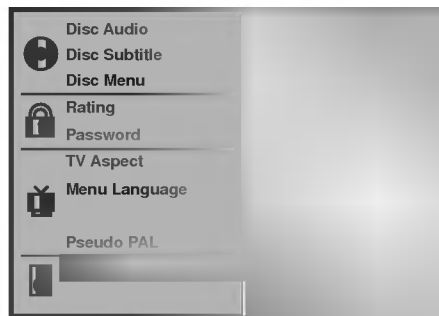 Disc Audio
Disc Subtitle
Disc Menu
Rating
Password
TV Aspect
Menu Language
Pseudo PAL